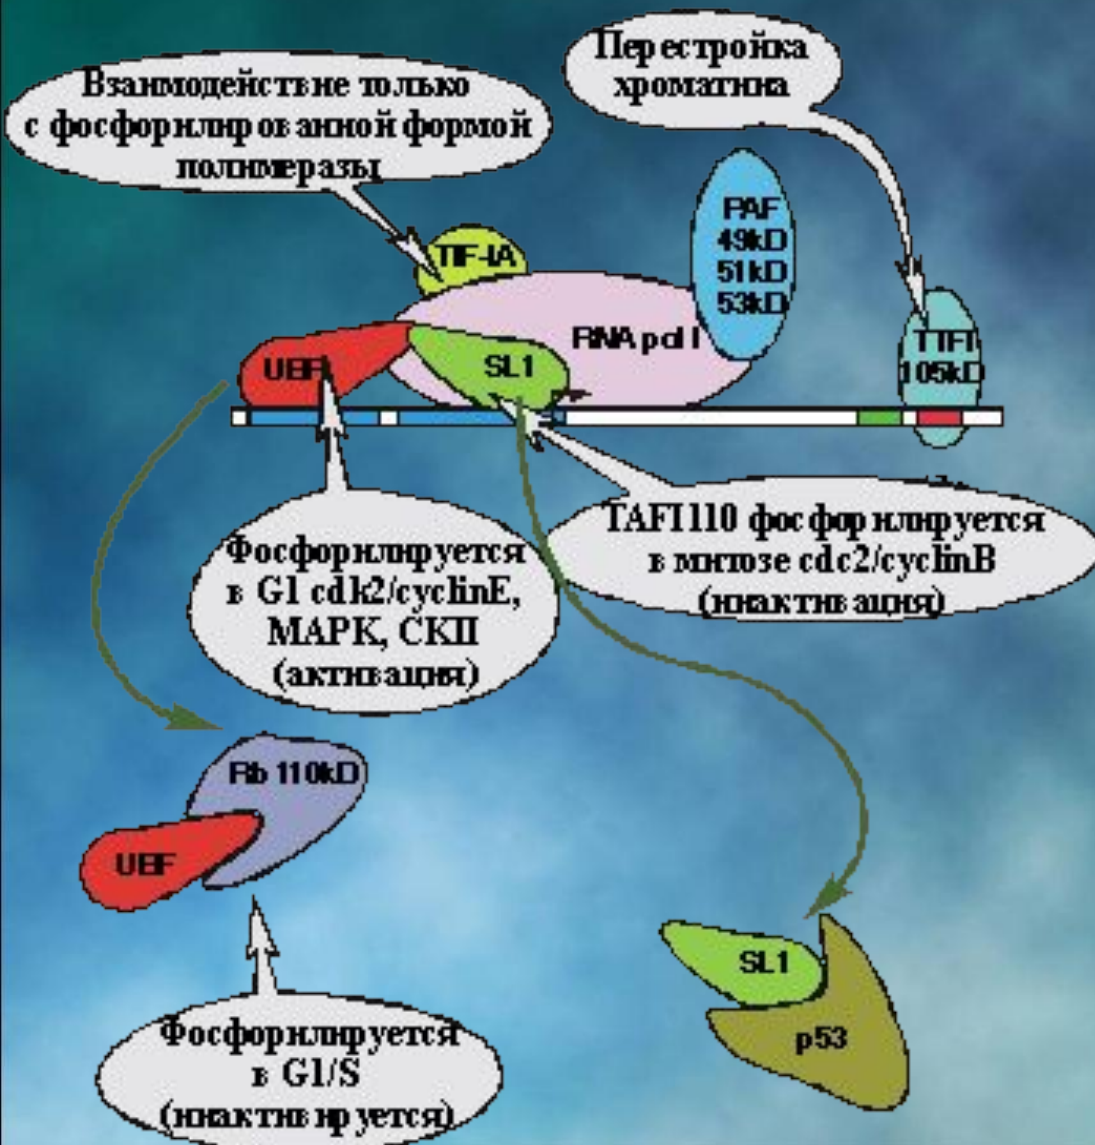 Взаимодействие только
с фосфорилированной формой
полимеразы
Перестройка
хроматина
TIF-IA
PAF
49kD
51kD
53kD
RNA pol I
UBF
SL1
TTFI
105kD
Фосфорилируется
в G1 cdk2/cyclinE,
МАРК, СКII
(активация)
TAFI110 фосфорилируется
в митозе cdc2/cyclinB
(инактивация)
Rb 110kD
UBF
Фосфорилируется
в G1/S
(инактивируется)
SL1
p53